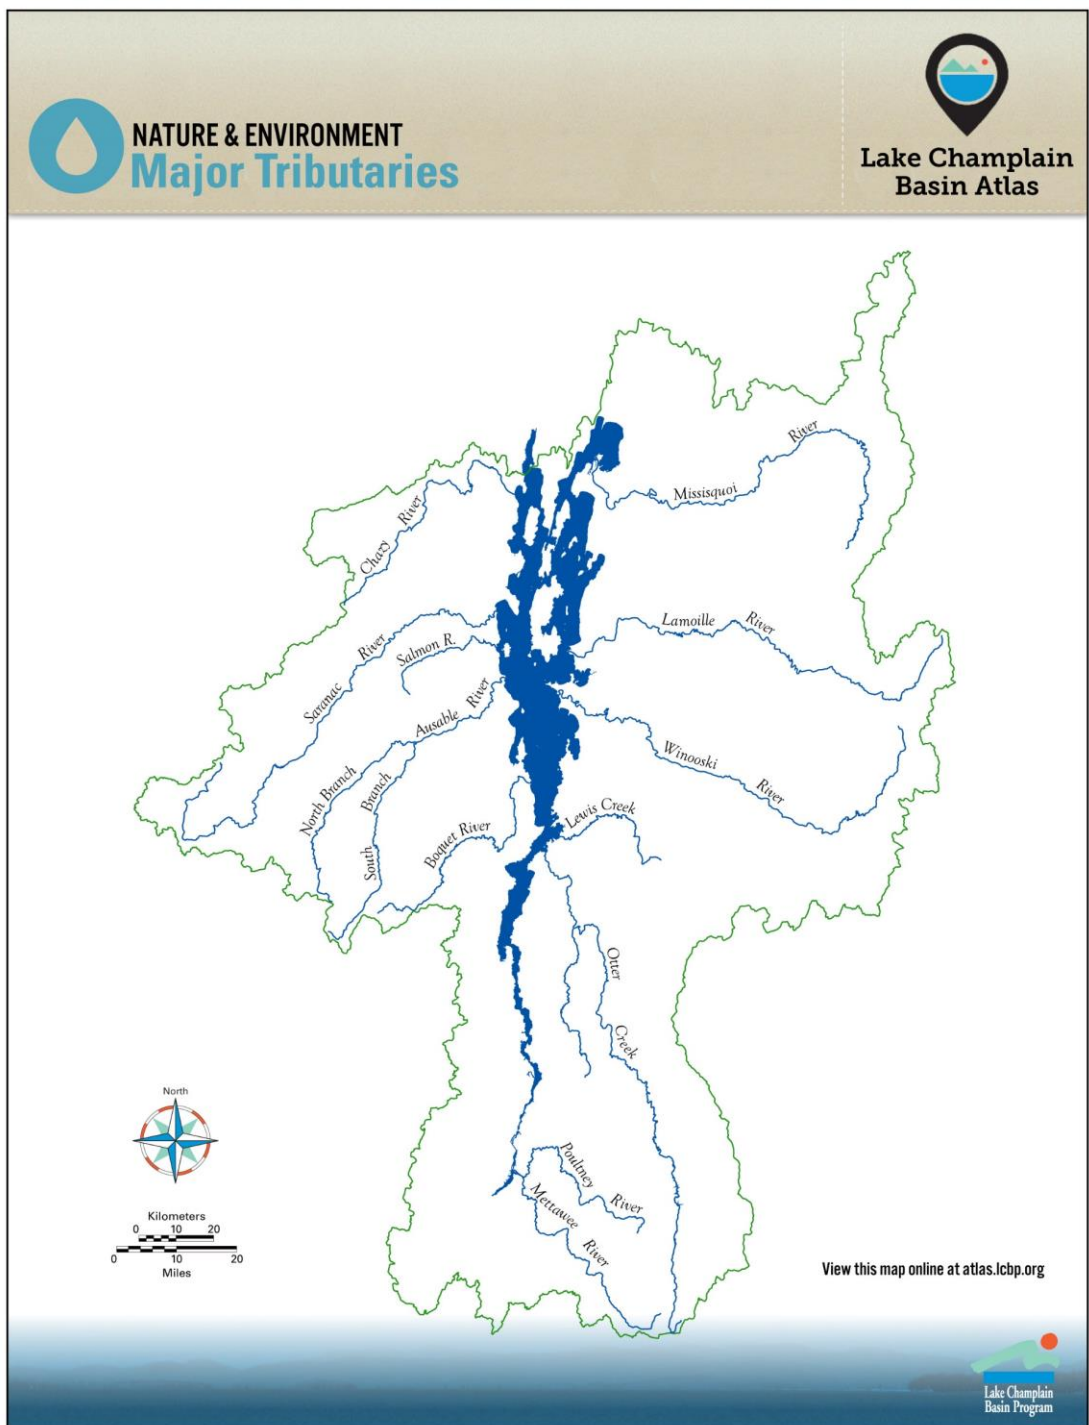 NATURE & ENVIRONMENT
Major Tributaries
Lake Champlain
Basin Atlas
Missisquoi River
Chazy River
Lamoille River
Saranac River
Salmon R.
Ausable River
North Branch
South Branch
Winooski River
Boquet River
Lewis Creek
Otter Creek
Poultney River
Mettawee River
North
Kilometers
0 10 20
0 10 20
Miles
View this map online at atlas.lcbp.org
Lake Champlain
Basin Program